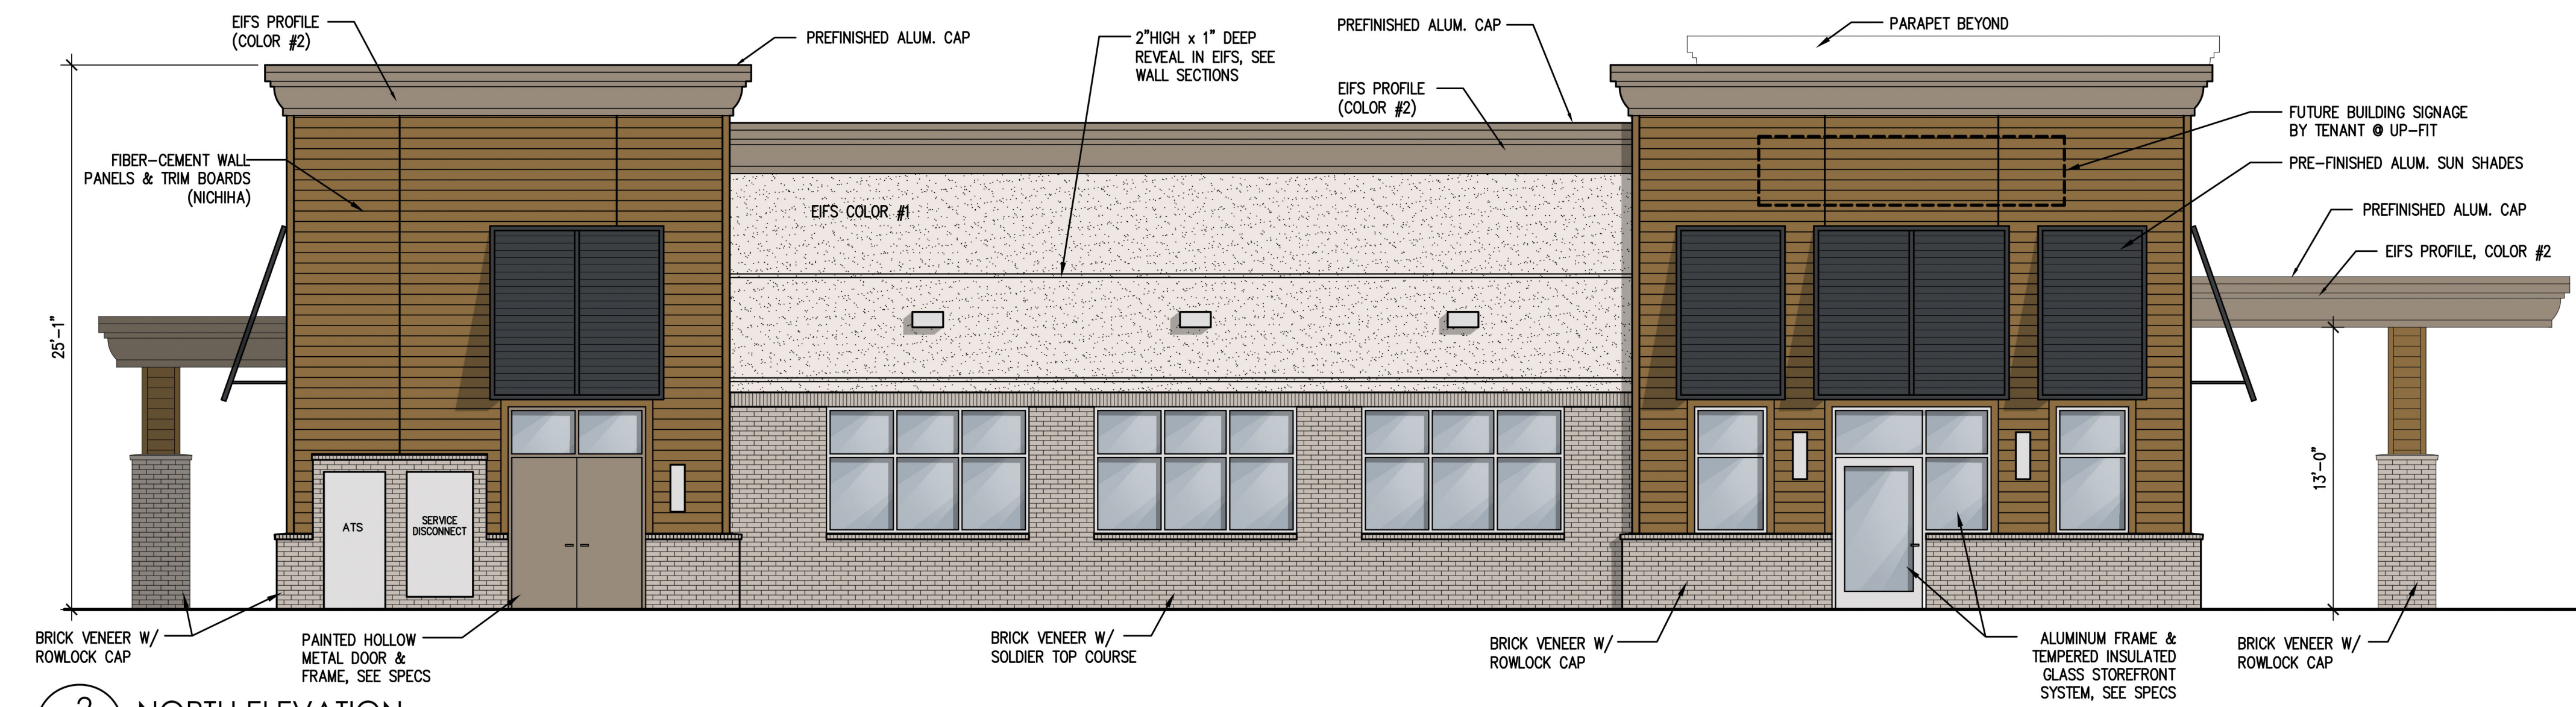 EIFS PROFILE
(COLOR #2)
PREFINISHED ALUM. CAP
2"HIGH x 1" DEEP
REVEAL IN EIFS, SEE
WALL SECTIONS
PREFINISHED ALUM. CAP
EIFS PROFILE
(COLOR #2)
PARAPET BEYOND
FUTURE BUILDING SIGNAGE
BY TENANT @ UP-FIT
PRE-FINISHED ALUM. SUN SHADES
PREFINISHED ALUM. CAP
EIFS PROFILE, COLOR #2
FIBER-CEMENT WALL
PANELS & TRIM BOARDS
(NICHIHA)
EIFS COLOR #1
25'-1"
13'-0"
ATS
SERVICE
DISCONNECT
BRICK VENEER W/
ROWLOCK CAP
PAINTED HOLLOW
METAL DOOR &
FRAME, SEE SPECS
BRICK VENEER W/
SOLDIER TOP COURSE
BRICK VENEER W/
ROWLOCK CAP
ALUMINUM FRAME &
TEMPERED INSULATED
GLASS STOREFRONT
SYSTEM, SEE SPECS
BRICK VENEER W/
ROWLOCK CAP
2
NORTH ELEVATION